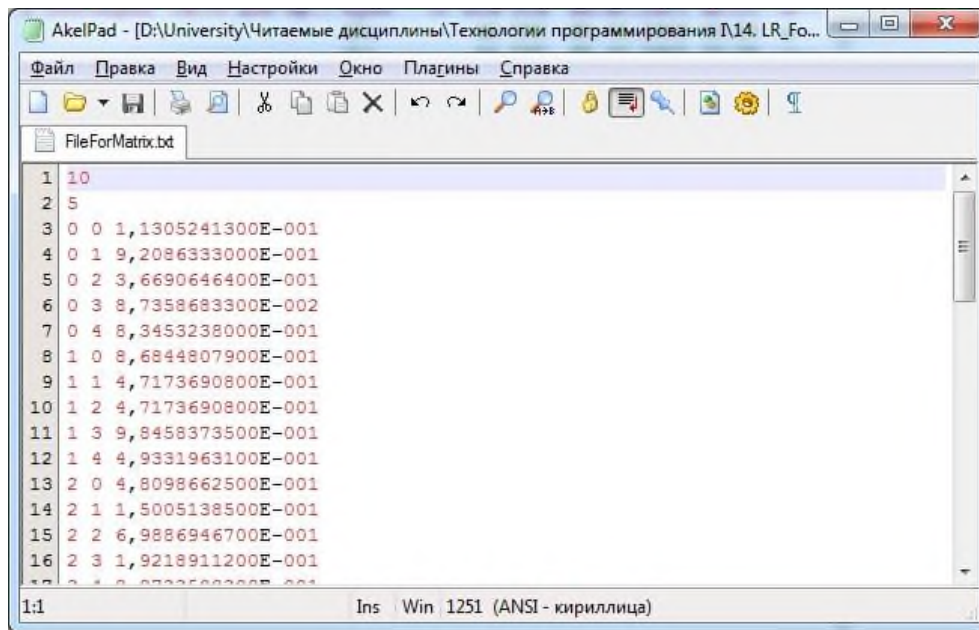 AkelPad - [D:\University\Читаемые дисциплины\Технологии программирования I\14. LR_Fo...
Файл Правка Вид Настройки Окно Плагины Справка
FileForMatrix.txt
1 10
2 5
3 0 0 1,1305241300E-001
4 0 1 9,2086333000E-001
5 0 2 3,6690646400E-001
6 0 3 8,7358683300E-002
7 0 4 8,3453238000E-001
8 1 0 8,6844807900E-001
9 1 1 4,7173690800E-001
10 1 2 4,7173690800E-001
11 1 3 9,8458373500E-001
12 1 4 4,9331963100E-001
13 2 0 4,8098662500E-001
14 2 1 1,5005138500E-001
15 2 2 6,9886946700E-001
16 2 3 1,9218911200E-001
1:1 Ins Win 1251 (ANSI - кириллица)